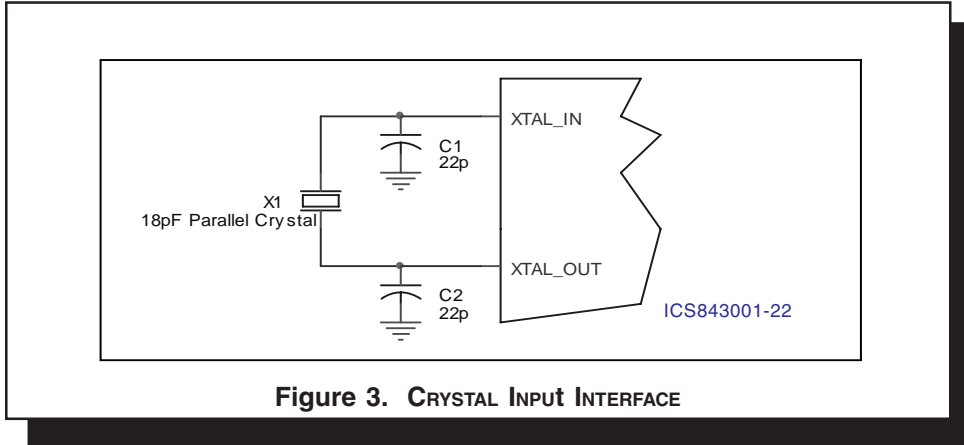 XTAL_IN
C1
22p
X1
18pF Parallel Crystal
XTAL_OUT
C2
22p
ICS843001-22
Figure 3. CRYSTAL INPUT INTERFACE